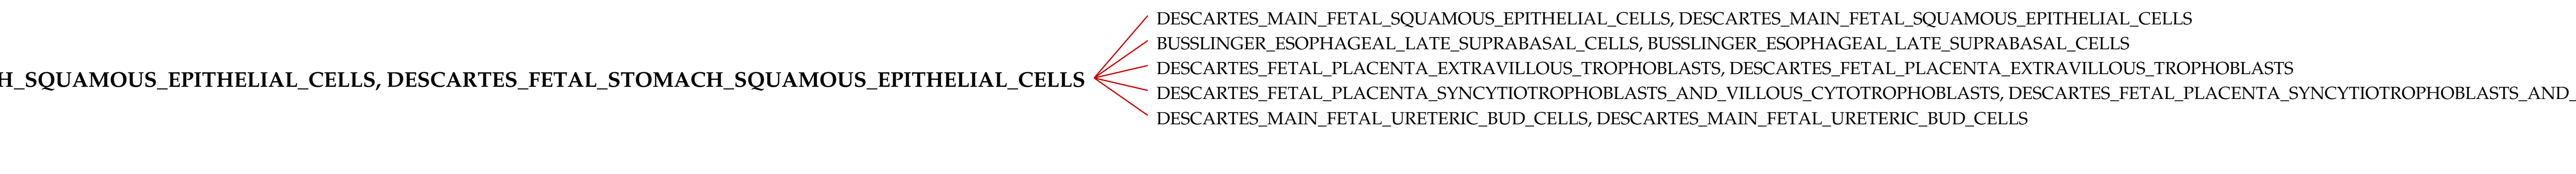 DESCARTES_MAIN_FETAL_SQUAMOUS_EPITHELIAL_CELLS, DESCARTES_MAIN_FETAL_SQUAMOUS_EPITHELIAL_CELLS
BUSSLINGER_ESOPHAGEAL_LATE_SUPRABASAL_CELLS, BUSSLINGER_ESOPHAGEAL_LATE_SUPRABASAL_CELLS
DESCARTES_FETAL_PLACENTA_EXTRAVILLOUS_TROPHOBLASTS, DESCARTES_FETAL_PLACENTA_EXTRAVILLOUS_TROPHOBLASTS
H_SQUAMOUS_EPITHELIAL_CELLS, DESCARTES_FETAL_STOMACH_SQUAMOUS_EPITHELIAL_CELLS
DESCARTES_FETAL_PLACENTA_SYNCYTIOTROPHOBLASTS_AND_VILLOUS_CYTOTROPHOBLASTS, DESCARTES_FETAL_PLACENTA_SYNCYTIOTROPHOBLASTS_AND_
DESCARTES_MAIN_FETAL_URETERIC_BUD_CELLS, DESCARTES_MAIN_FETAL_URETERIC_BUD_CELLS